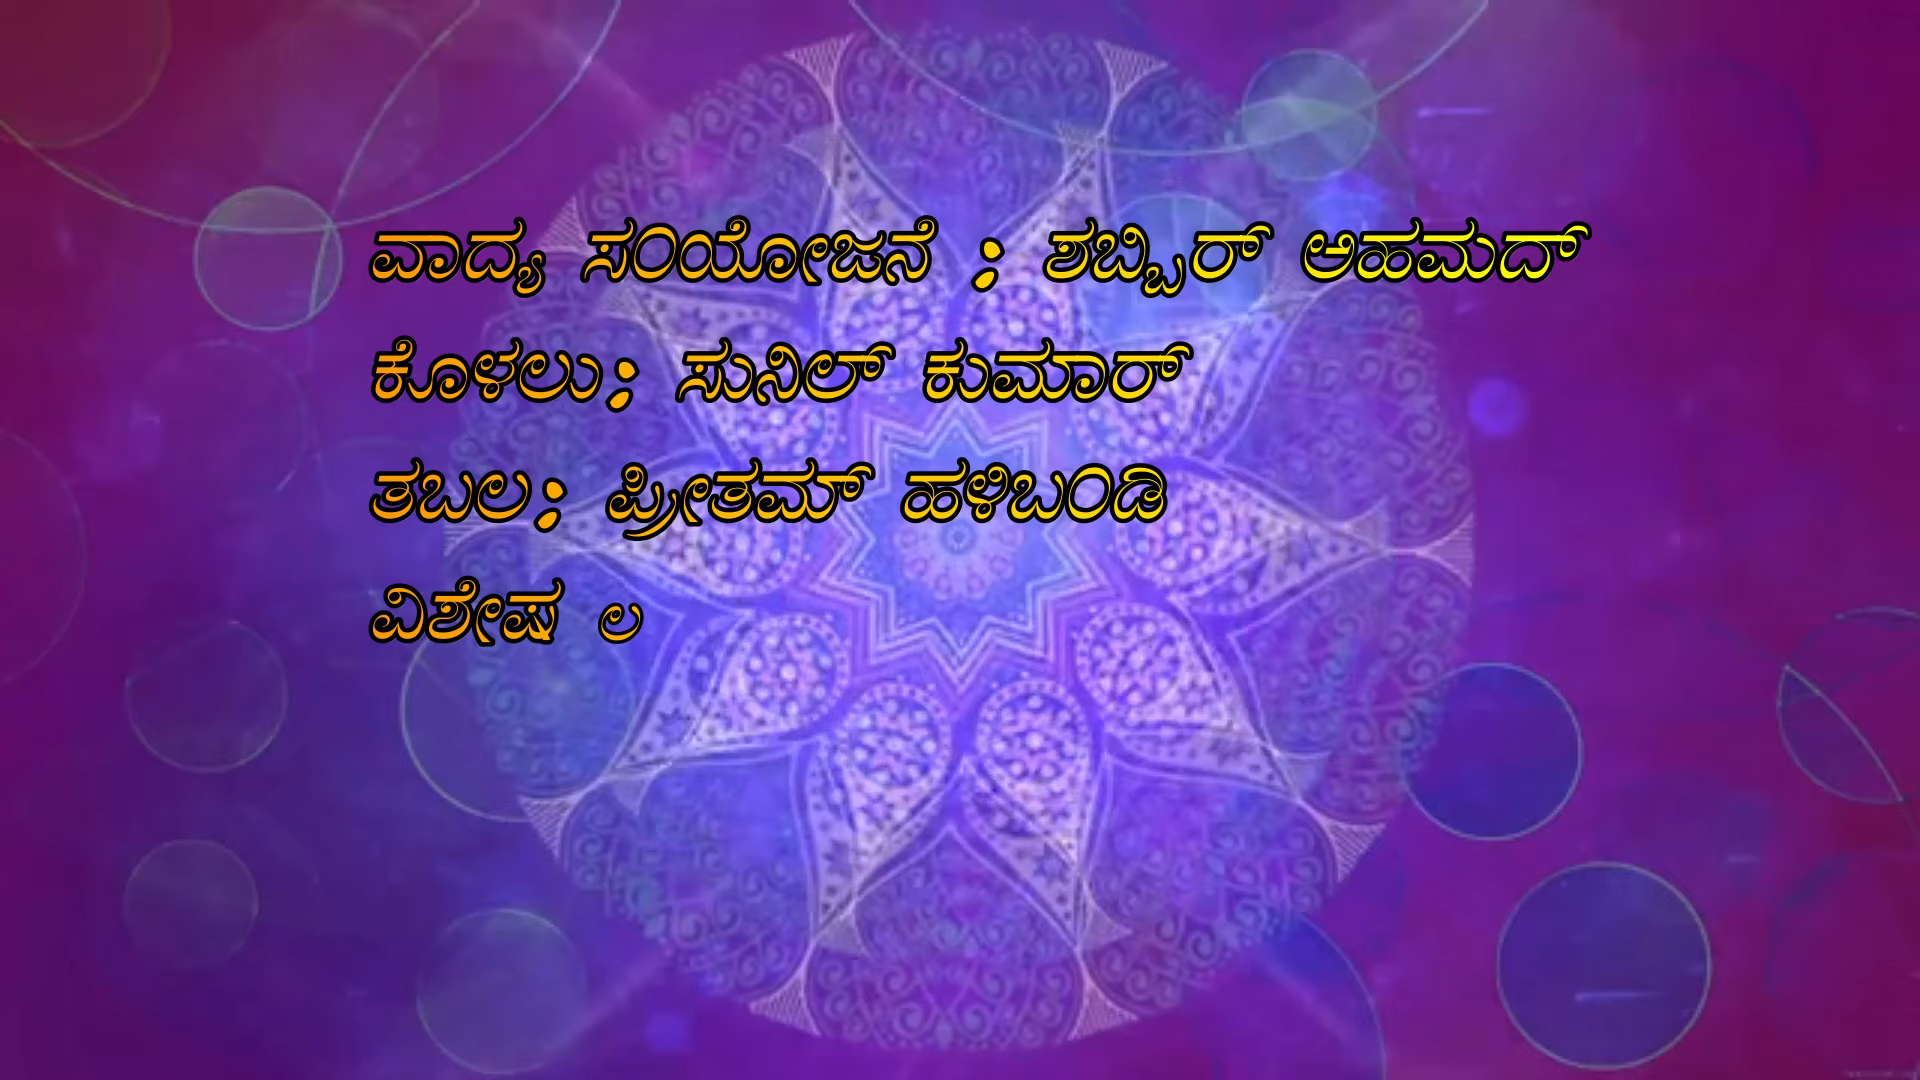 ವಾದ್ಯ ಸಂಯೋಜನೆ : ಶಬ್ಬಿರ್ ಅಹಮದ್
ಕೊಳಲು: ಸುನಿಲ್ ಕುಮಾರ್
ತಬಲ: ಪ್ರೀತಮ್ ಹಳಿಬಂಡಿ
ವಿಶೇಷ ಲ